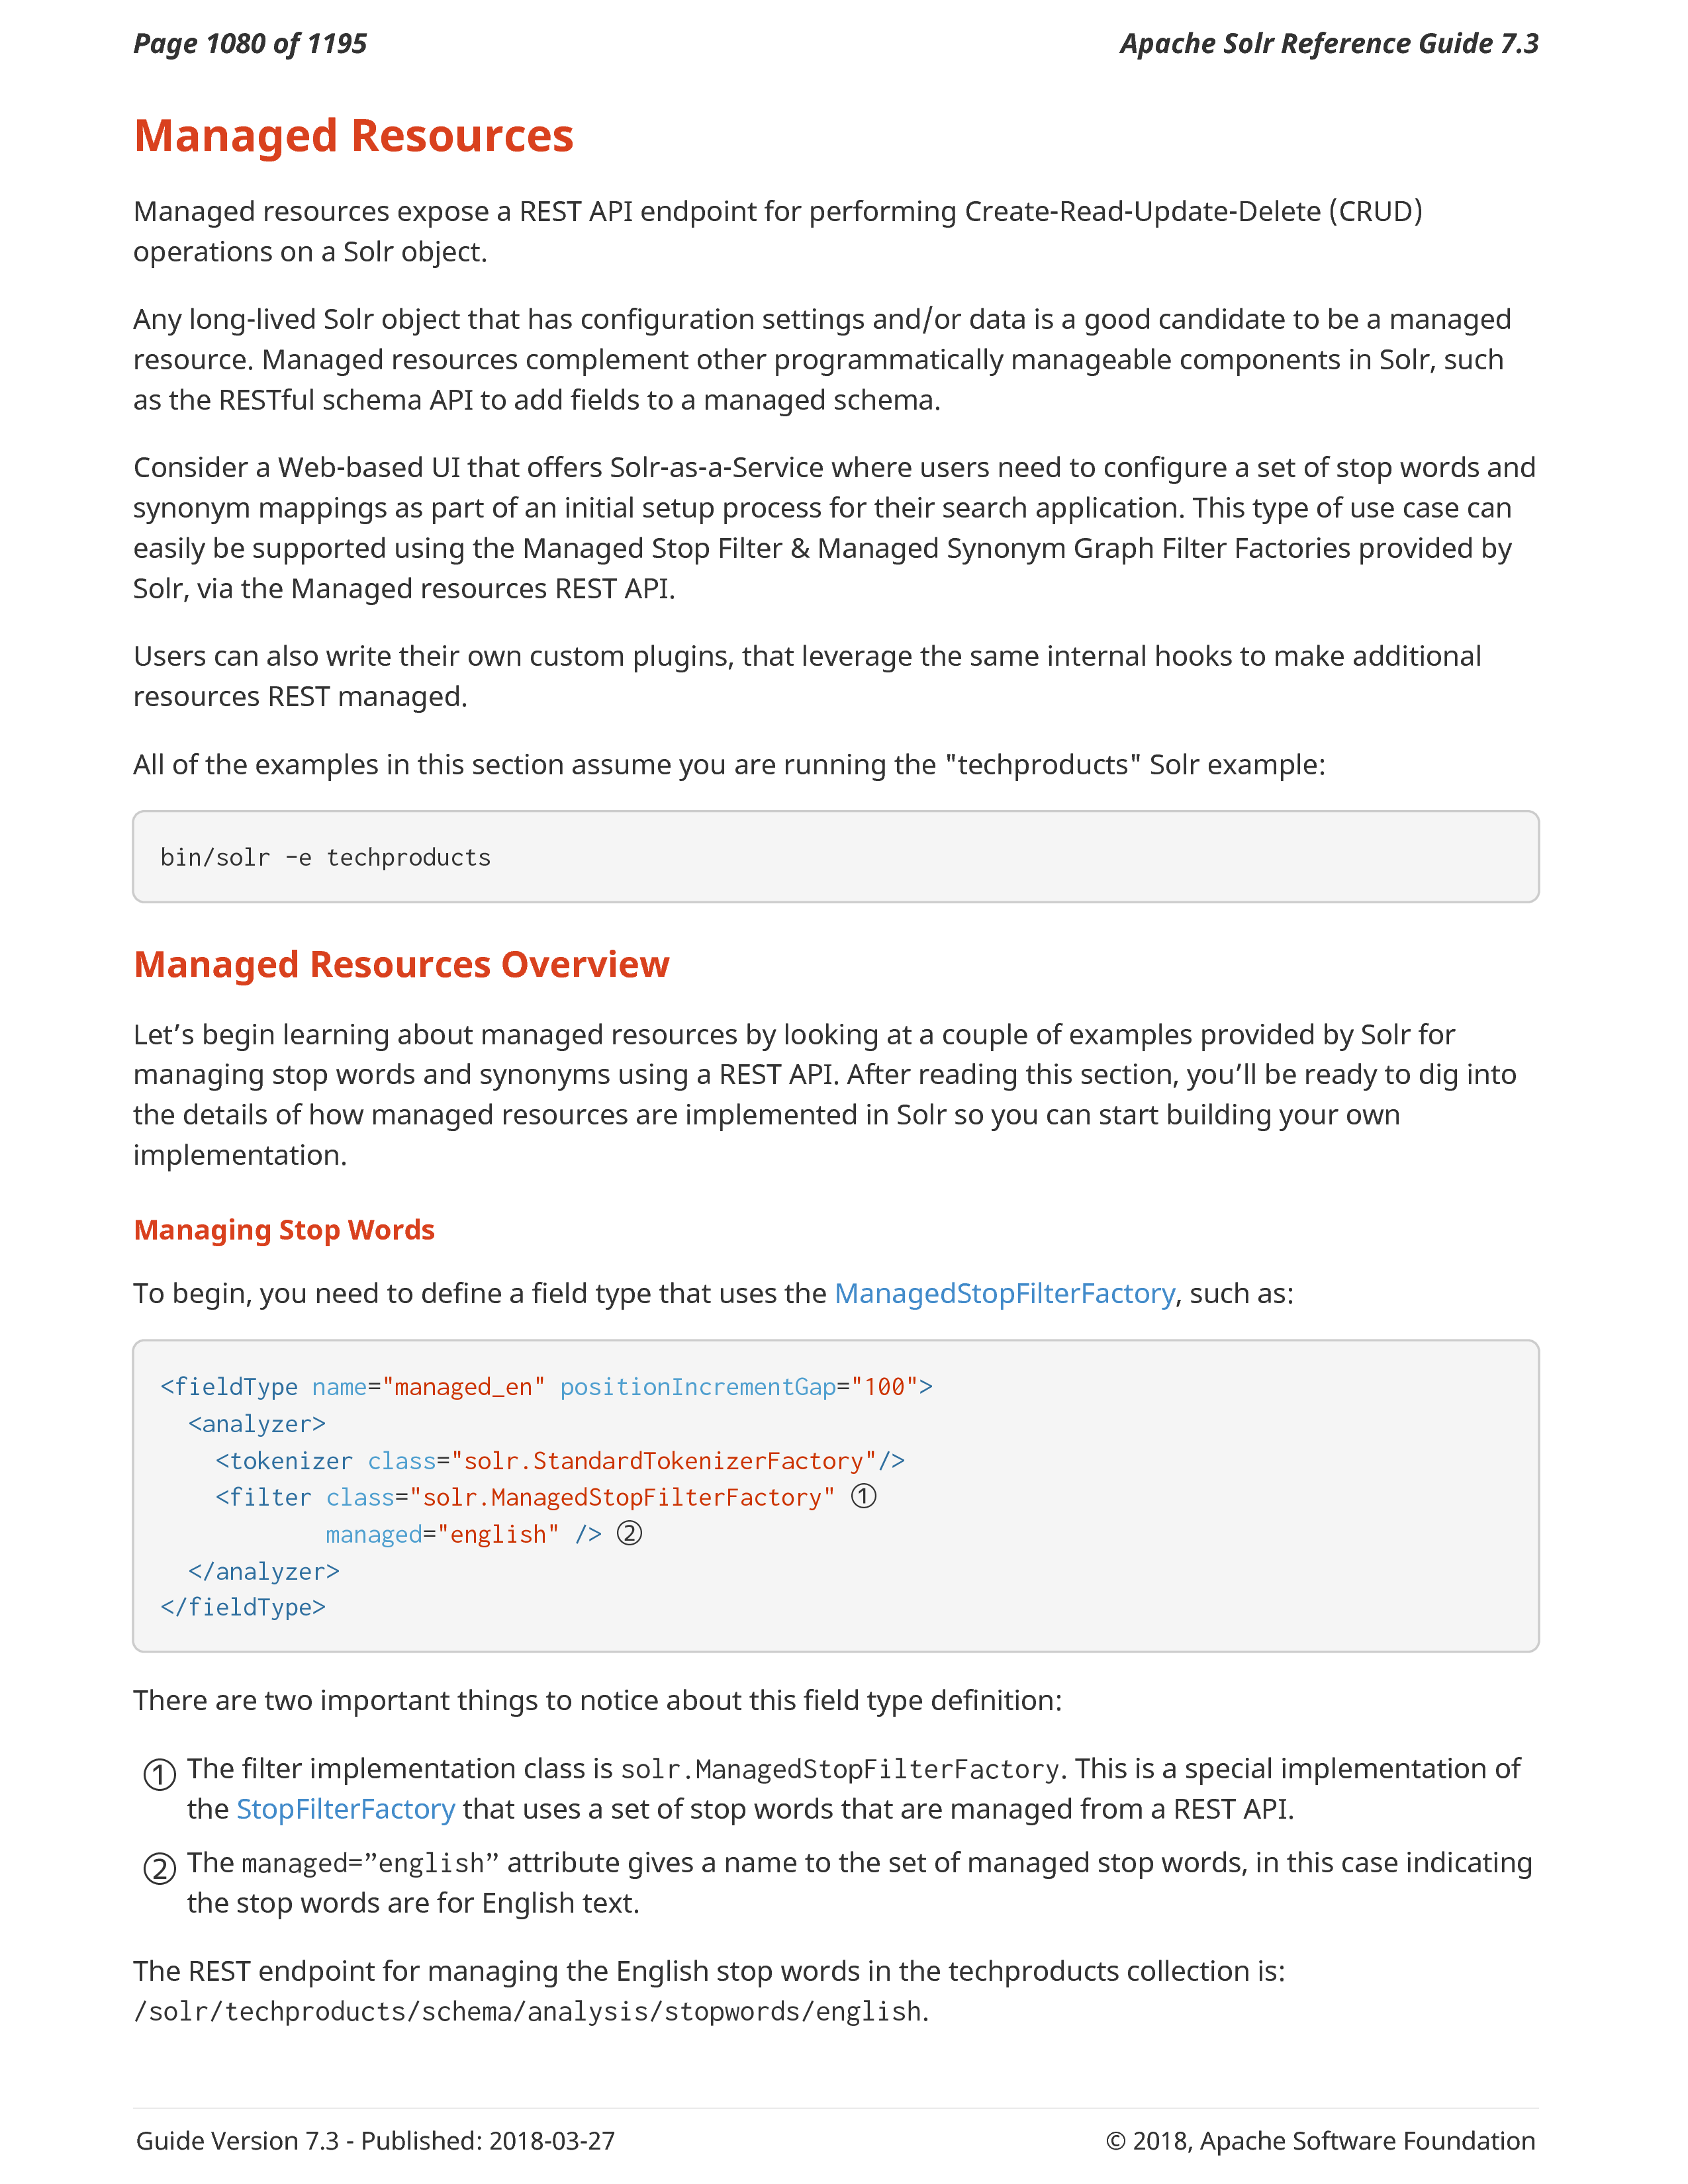 Page 1080 of 1195
Apache Solr Reference Guide 7.3
Managed Resources
Managed resources expose a REST API endpoint for performing Create-Read-Update-Delete (CRUD)
operations on a Solr object.
Any long-lived Solr object that has configuration settings and/or data is a good candidate to be a managed
resource. Managed resources complement other programmatically manageable components in Solr, such
as the RESTful schema API to add fields to a managed schema.
Consider a Web-based UI that offers Solr-as-a-Service where users need to configure a set of stop words and
synonym mappings as part of an initial setup process for their search application. This type of use case can
easily be supported using the Managed Stop Filter & Managed Synonym Graph Filter Factories provided by
Solr, via the Managed resources REST API.
Users can also write their own custom plugins, that leverage the same internal hooks to make additional
resources REST managed.
All of the examples in this section assume you are running the "techproducts" Solr example:
bin/solr -e techproducts
Managed Resources Overview
Let’s begin learning about managed resources by looking at a couple of examples provided by Solr for
managing stop words and synonyms using a REST API. After reading this section, you’ll be ready to dig into
the details of how managed resources are implemented in Solr so you can start building your own
implementation.
Managing Stop Words
To begin, you need to define a field type that uses the ManagedStopFilterFactory, such as:
<fieldType name="managed_en" positionIncrementGap="100">
  <analyzer>
    <tokenizer class="solr.StandardTokenizerFactory"/>
    <filter class="solr.ManagedStopFilterFactory" ①
            managed="english" /> ②
  </analyzer>
</fieldType>
There are two important things to notice about this field type definition:
① The filter implementation class is solr.ManagedStopFilterFactory. This is a special implementation of
the StopFilterFactory that uses a set of stop words that are managed from a REST API.
② The managed=”english” attribute gives a name to the set of managed stop words, in this case indicating
the stop words are for English text.
The REST endpoint for managing the English stop words in the techproducts collection is:
/solr/techproducts/schema/analysis/stopwords/english.
Guide Version 7.3 - Published: 2018-03-27
© 2018, Apache Software Foundation